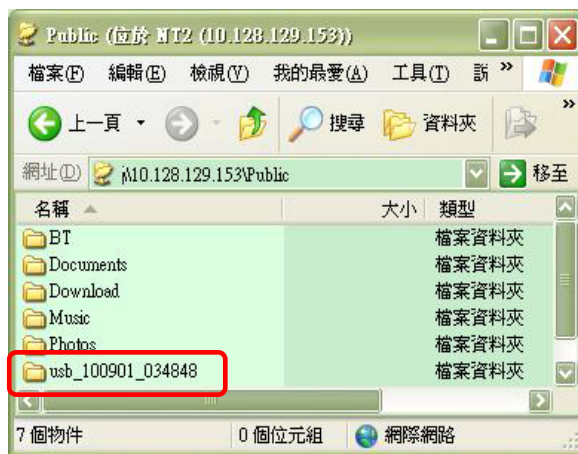 Public (位於 NT2 (10.128.129.153))
檔案(F) 編輯(E) 檢視(V) 我的最愛(A) 工具(T) 說 »
上一頁 搜尋 資料夾 »
網址(D) \\10.128.129.153\Public 移至
名稱 大小 類型
BT 檔案資料夾
Documents 檔案資料夾
Download 檔案資料夾
Music 檔案資料夾
Photos 檔案資料夾
usb_100901_034848 檔案資料夾
7 個物件 0 個位元組 網際網路